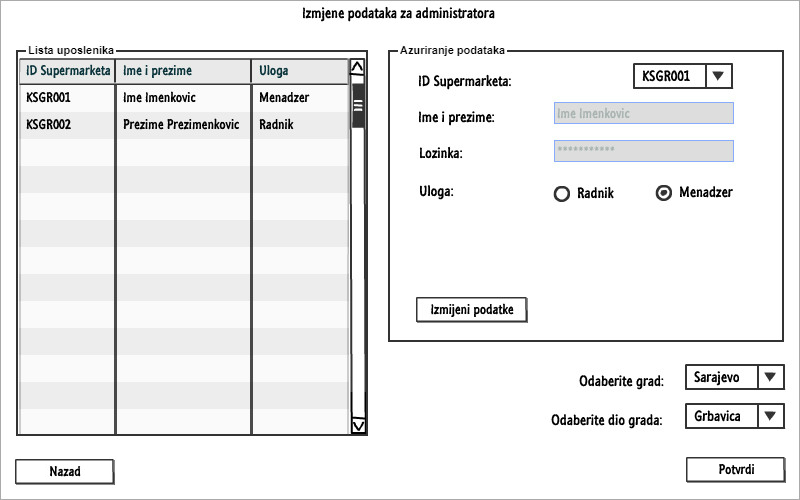 Izmjene podataka za administratora
Lista uposlenika
ID Supermarketa Ime i prezime Uloga
KSGR001 Ime Imenkovic Menadzer
KSGR002 Prezime Prezimenkovic Radnik
Azuriranje podataka
ID Supermarketa: KSGR001
Ime i prezime: Ime Imenkovic
Lozinka: ***********
Uloga: Radnik Menadzer
Izmijeni podatke
Odaberite grad: Sarajevo
Odaberite dio grada: Grbavica
Nazad
Potvrdi